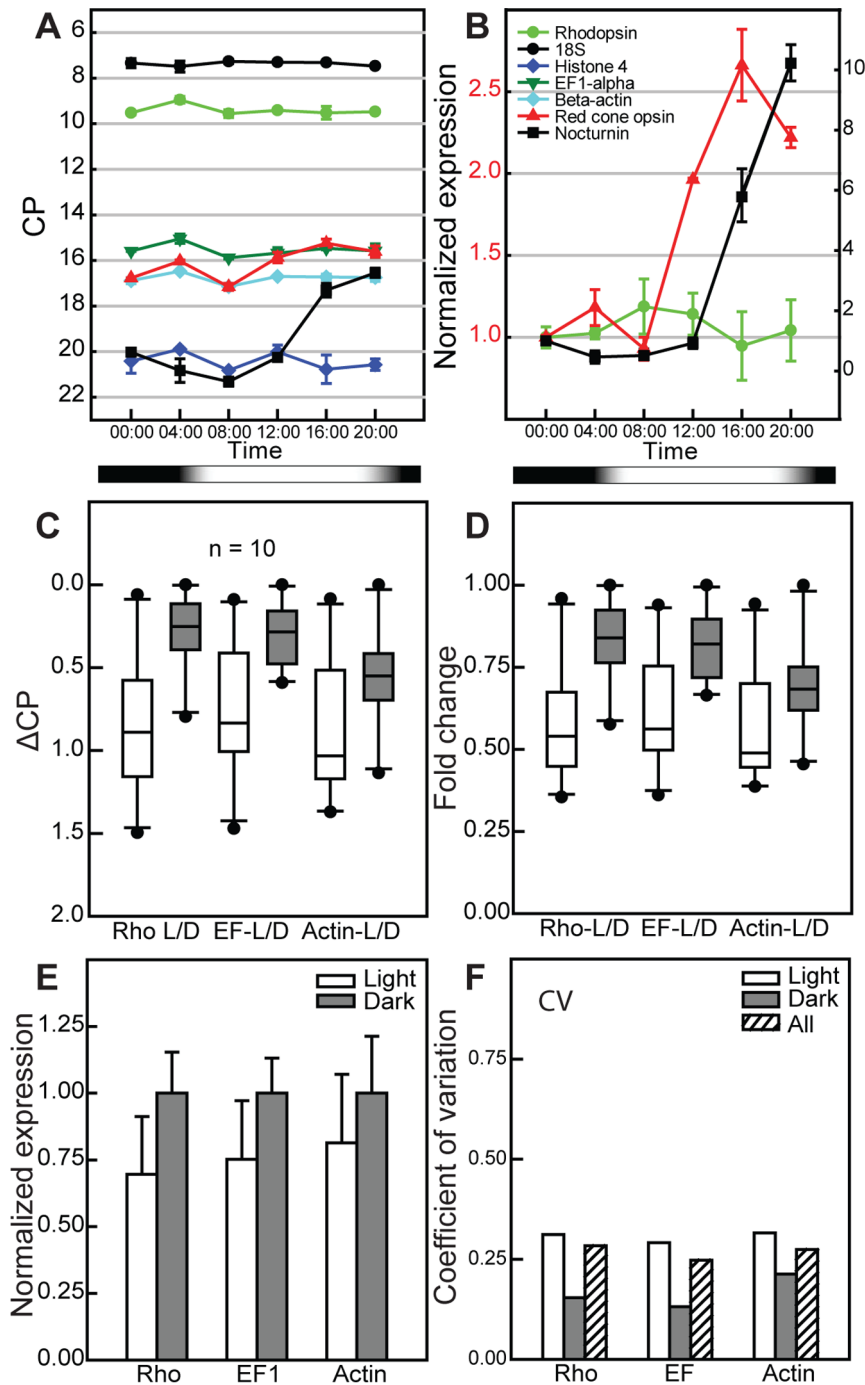 A
6
8
10
12
14
16
18
20
22
CP
00:00 04:00 08:00 12:00 16:00 20:00
Time
B
Rhodopsin
18S
Histone 4
EF1-alpha
Beta-actin
Red cone opsin
Nocturnin
2.5
2.0
1.5
1.0
Normalized expression
10
8
6
4
2
0
00:00 04:00 08:00 12:00 16:00 20:00
Time
C
n = 10
0.0
0.5
1.0
1.5
2.0
ΔCP
Rho L/D EF-L/D Actin-L/D
D
1.00
0.75
0.50
0.25
0.00
Fold change
Rho-L/D EF-L/D Actin-L/D
E
Light
Dark
1.25
1.00
0.75
0.50
0.25
0.00
Normalized expression
Rho EF1 Actin
F
CV
Light
Dark
All
0.75
0.50
0.25
0.00
Coefficient of variation
Rho EF Actin